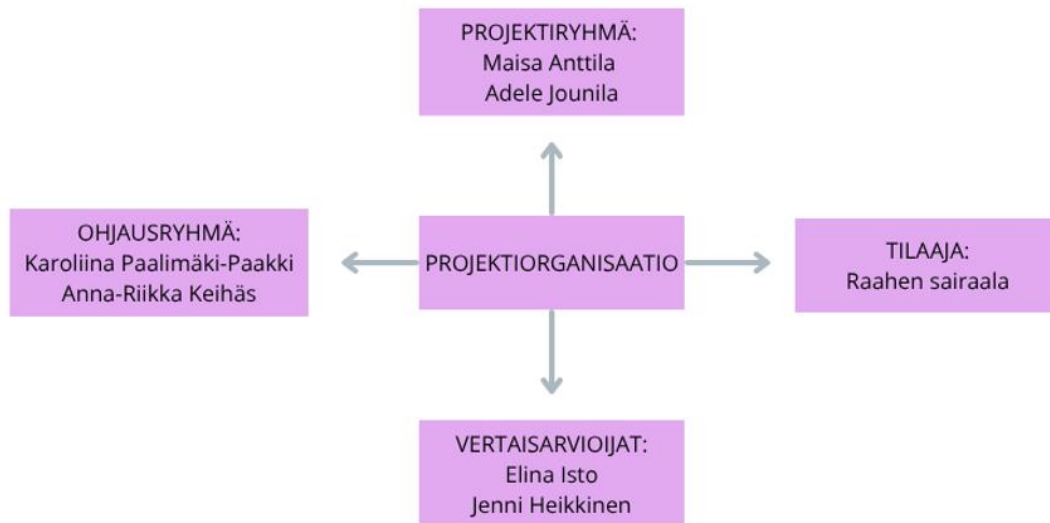 PROJEKTIRYHMÄ:
Maisa Anttila
Adele Jounila
OHJAUSRYHMÄ:
Karoliina Paalimäki-Paakki
Anna-Riikka Keihäs
PROJEKTIORGANISAATIO
TILAAJA:
Raahen sairaala
VERTAISARVIOIJAT:
Elina Isto
Jenni Heikkinen